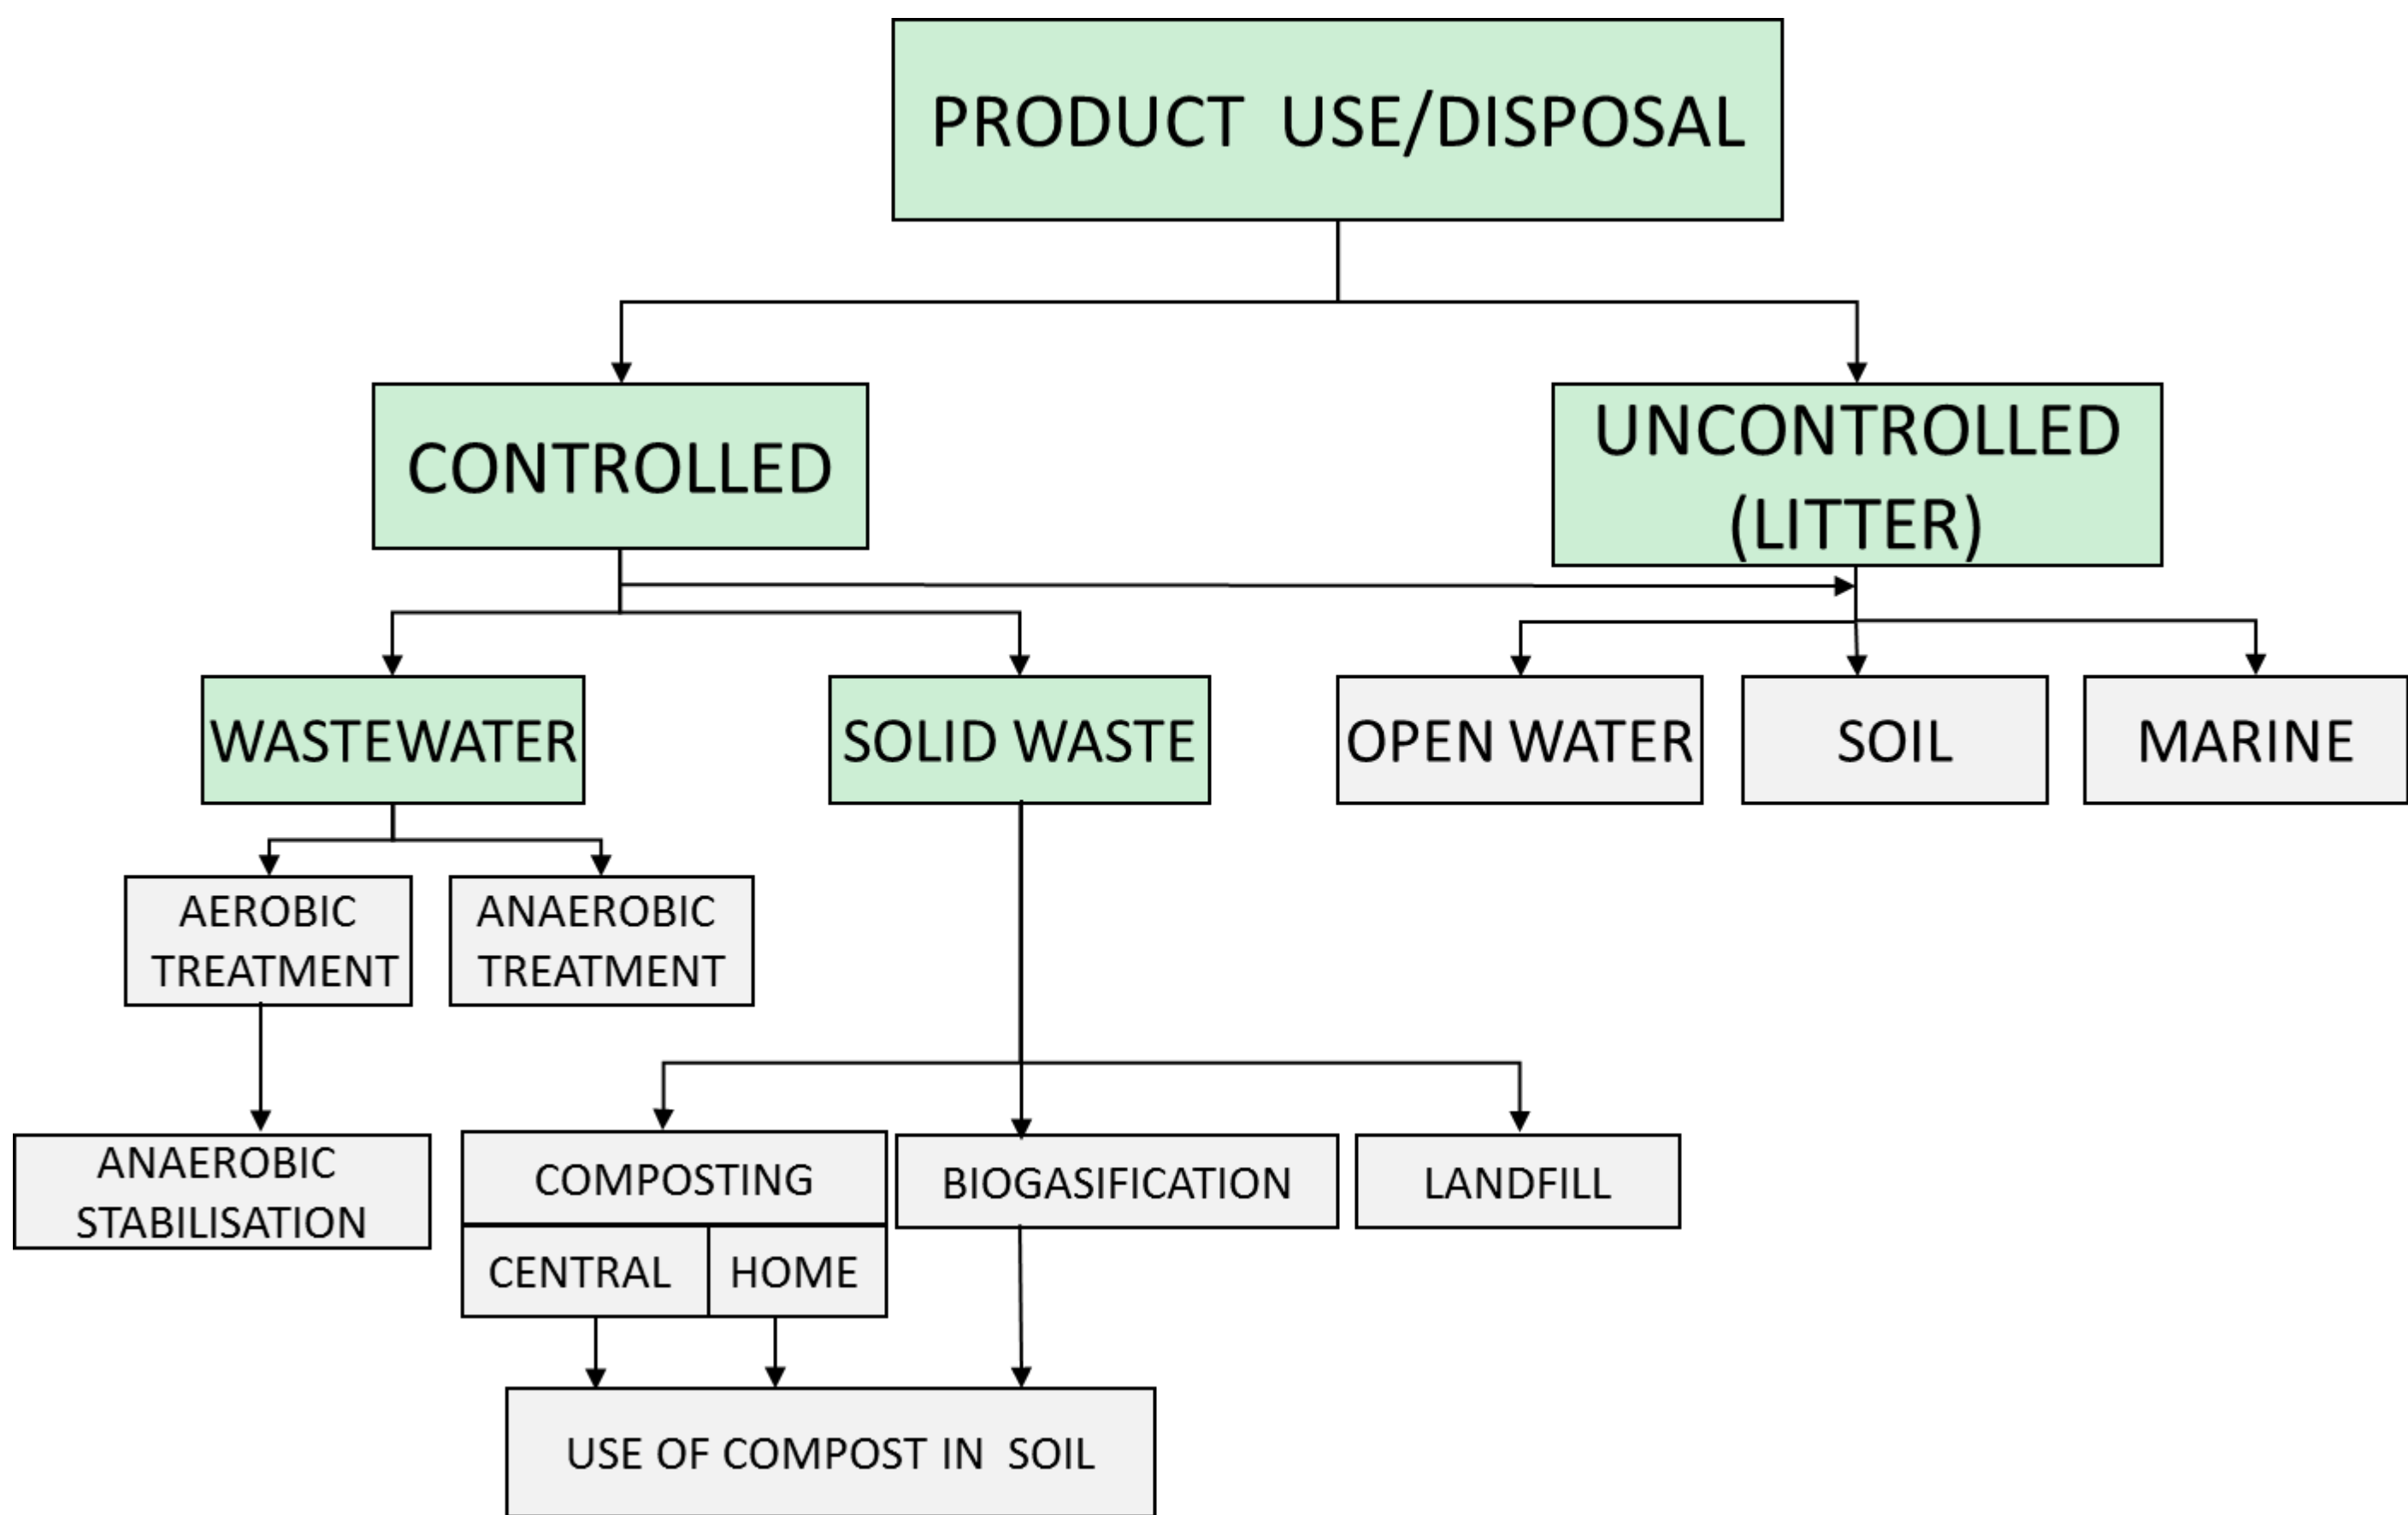 PRODUCT USE/DISPOSAL
CONTROLLED
UNCONTROLLED
(LITTER)
WASTEWATER
SOLID WASTE
OPEN WATER
SOIL
MARINE
AEROBIC
TREATMENT
ANAEROBIC
TREATMENT
ANAEROBIC
STABILISATION
COMPOSTING
CENTRAL
HOME
BIOGASIFICATION
LANDFILL
USE OF COMPOST IN SOIL